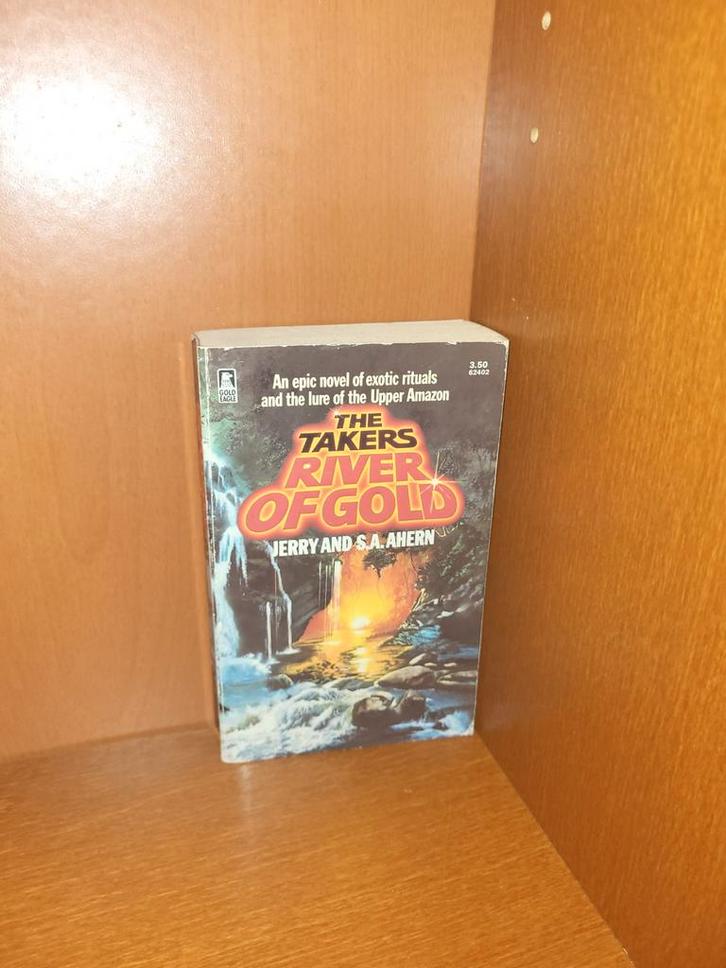 3.50
62402
GOLD
EAGLE
An epic novel of exotic rituals
and the lure of the Upper Amazon
THE
TAKERS
RIVER
OF GOLD
JERRY AND S.A. AHERN